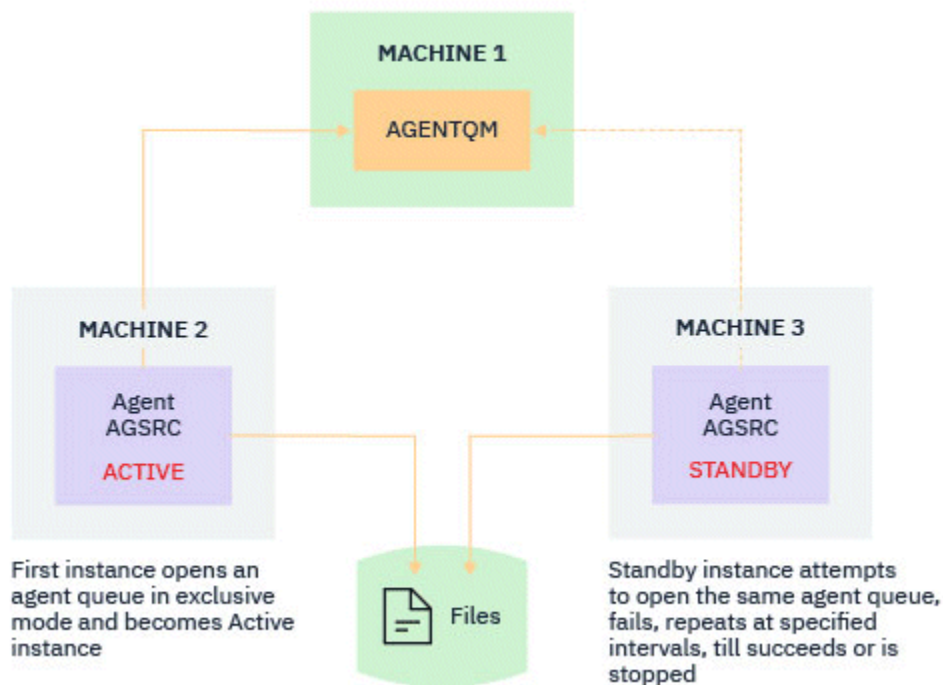 MACHINE 1
AGENTQM
MACHINE 2
Agent
AGSRC
ACTIVE
MACHINE 3
Agent
AGSRC
STANDBY
First instance opens an
agent queue in exclusive
mode and becomes Active
instance
Files
Standby instance attempts
to open the same agent queue,
fails, repeats at specified
intervals, till succeeds or is
stopped